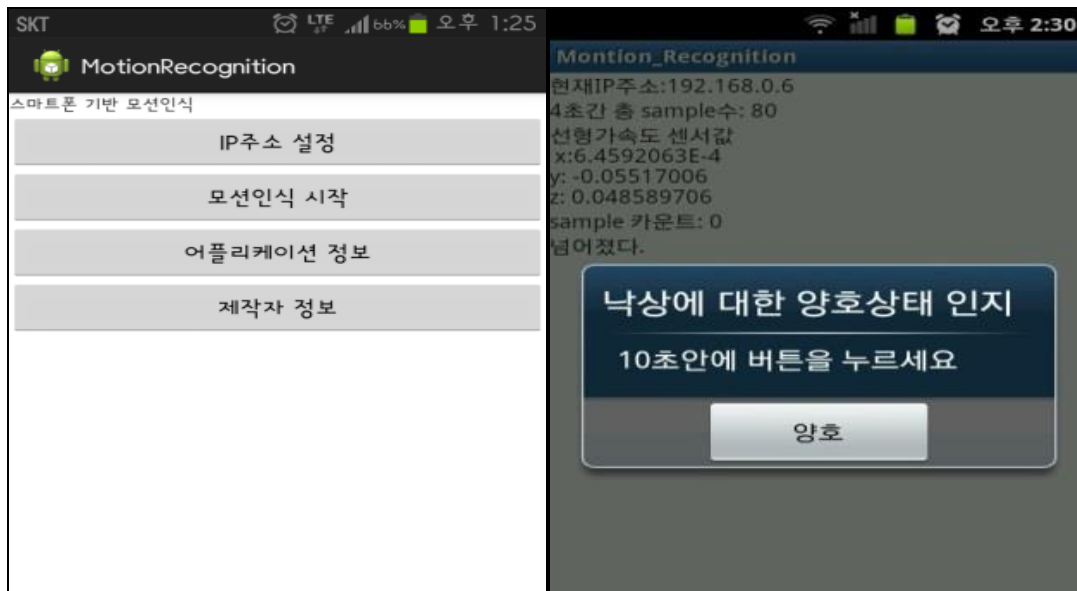 SKT LTE 66% 오후 1:25
MotionRecognition
스마트폰 기반 모션인식
IP주소 설정
모션인식 시작
어플리케이션 정보
제작자 정보
오후 2:30
Montion_Recognition
현재IP주소:192.168.0.6
4초간 총 sample수: 80
선형가속도 센서값
x:6.4592063E-4
y: -0.05517006
z: 0.048589706
sample 카운트: 0
넘어졌다.
낙상에 대한 양호상태 인지
10초안에 버튼을 누르세요
양호